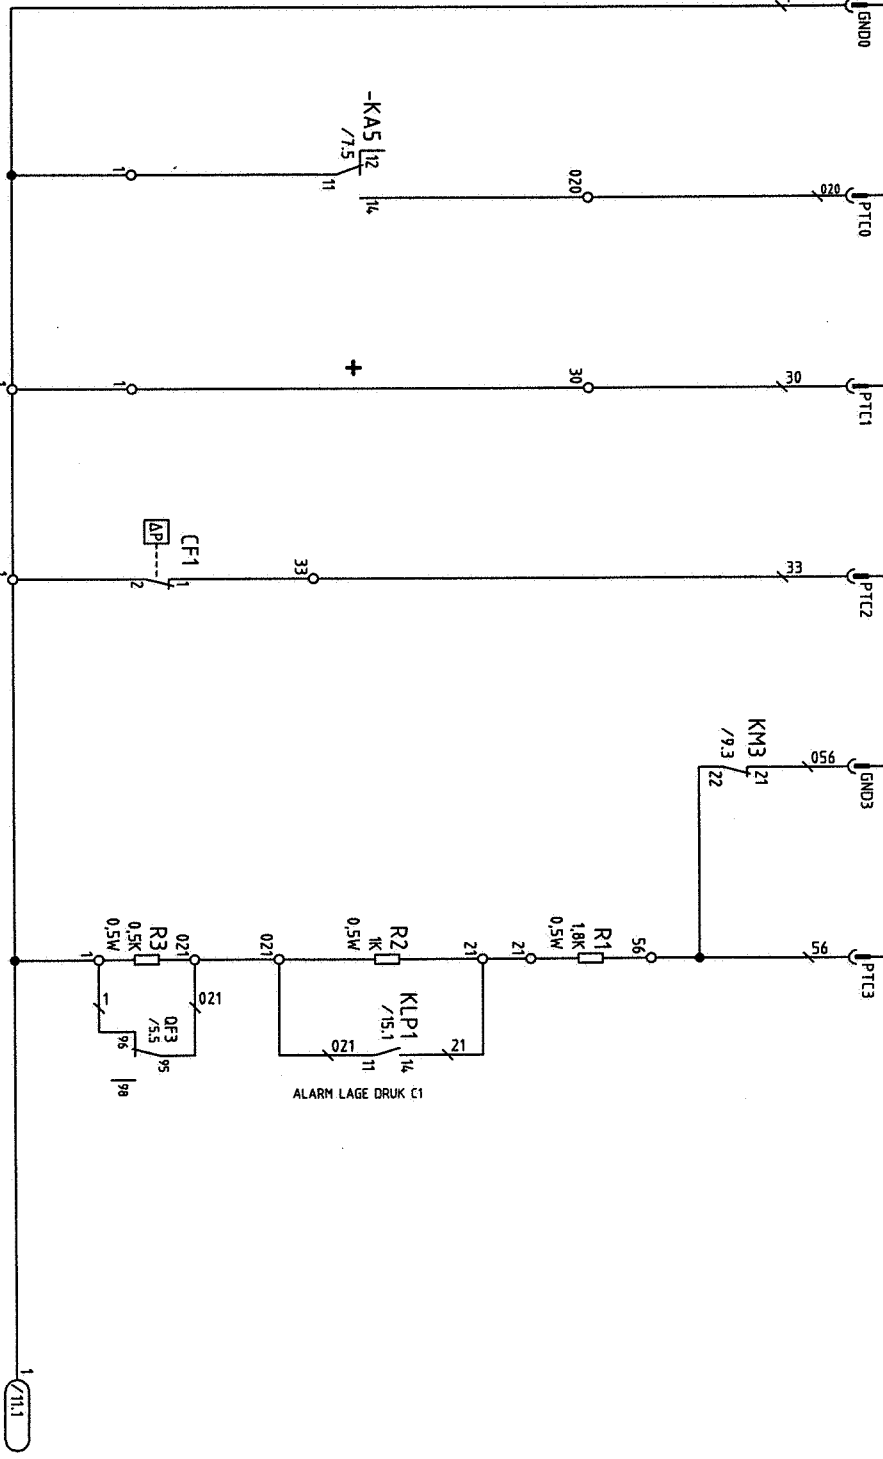 GND0
-KA5
/7.5
12
11
14
1
020
020
PTC0
+
1
1
30
30
PTC1
ΔP
CF1
2
1
1
33
33
PTC2
KM3
/9.3
22
21
056
GND3
R3
0,5K
0,5W
1
021
021
R2
1K
0,5W
21
21
R1
1,8K
0,5W
56
56
PTC3
1
021
QF3
/5.5
96
95
98
KLP1
/15.1
021
11
14
21
ALARM LAGE DRUK C1
1
/11.1